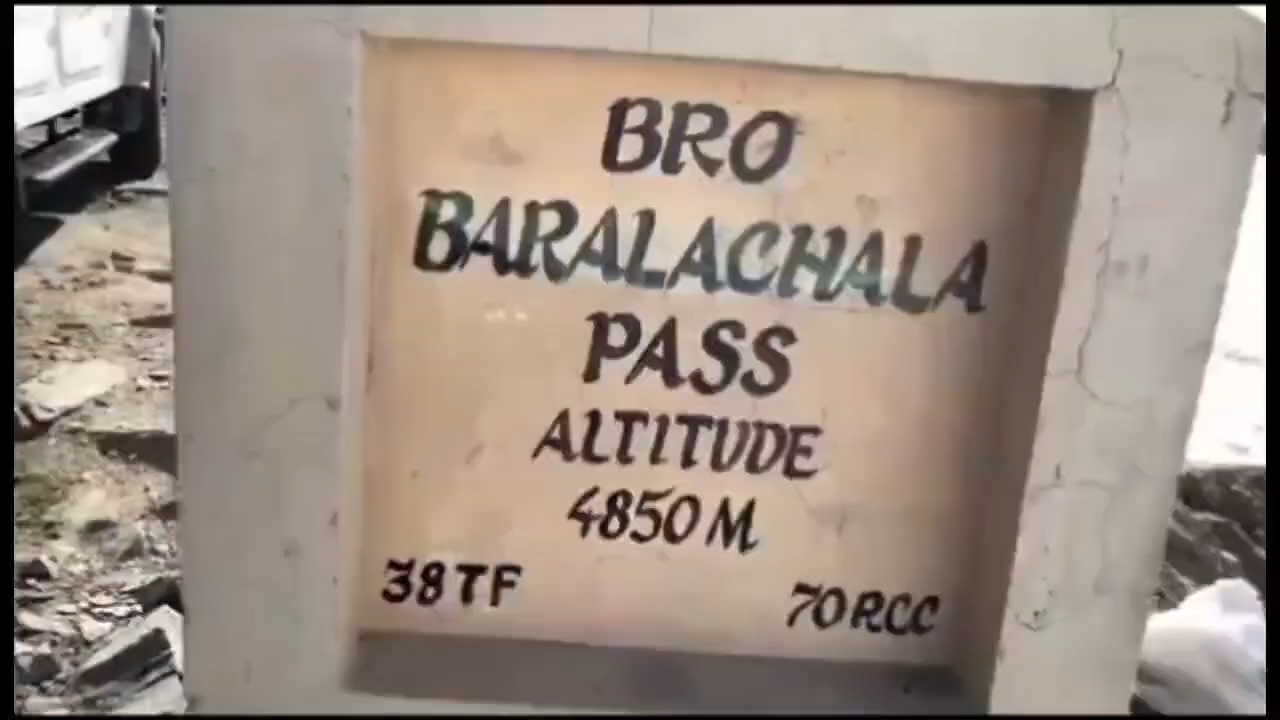 BRO
BARALACHALA
PASS
ALTITUDE
4850 M
38 TF 70 RCC